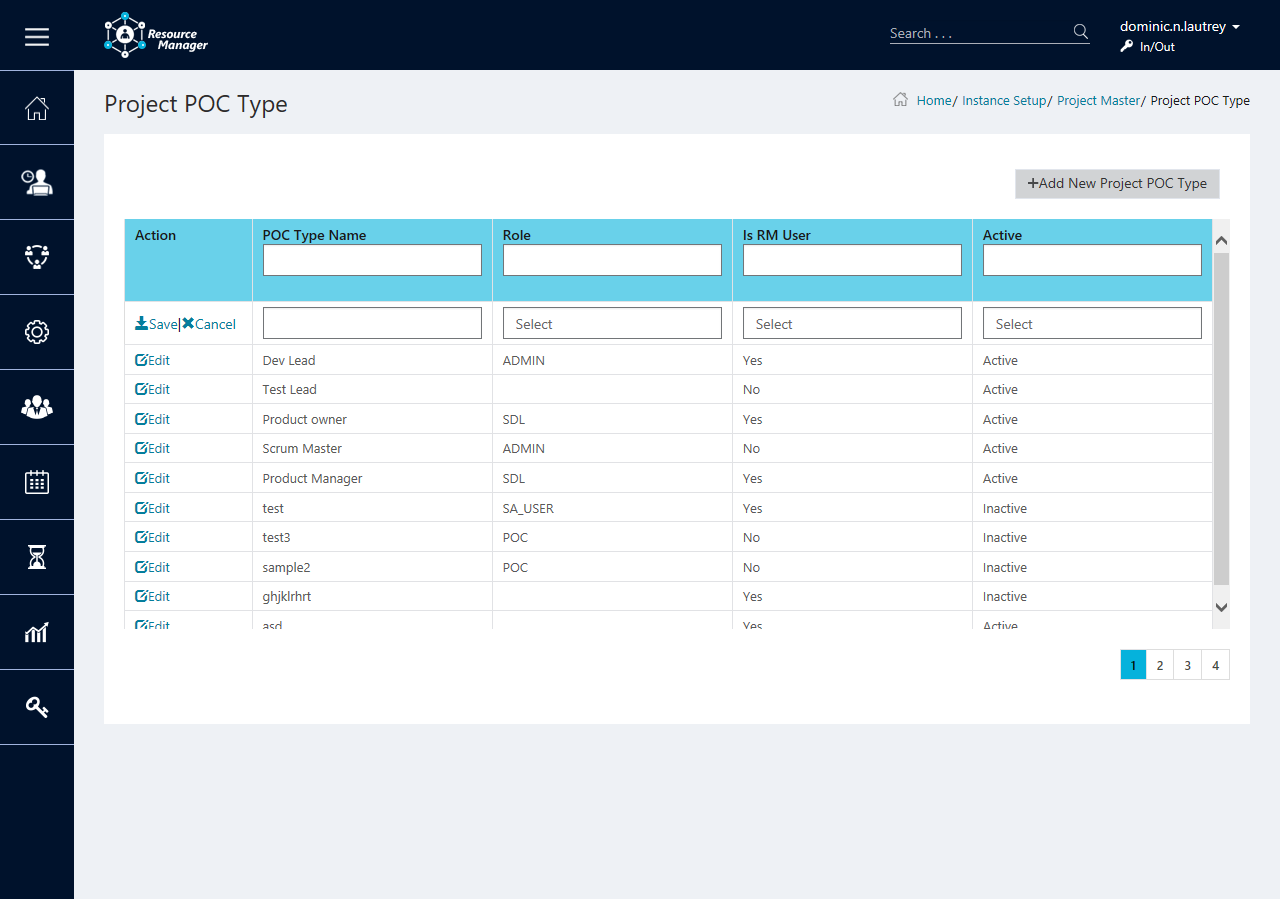 Resource
Manager
Search . . .
dominic.n.lautrey
In/Out
Project POC Type
Home/ Instance Setup/ Project Master/ Project POC Type
+Add New Project POC Type
Action POC Type Name Role Is RM User Active
Save|Cancel Select Select Select
Edit Dev Lead ADMIN Yes Active
Edit Test Lead No Active
Edit Product owner SDL Yes Active
Edit Scrum Master ADMIN No Active
Edit Product Manager SDL Yes Active
Edit test SA_USER Yes Inactive
Edit test3 POC No Inactive
Edit sample2 POC No Inactive
Edit ghjklrhrt Yes Inactive
Edit asd Yes Active
1 2 3 4